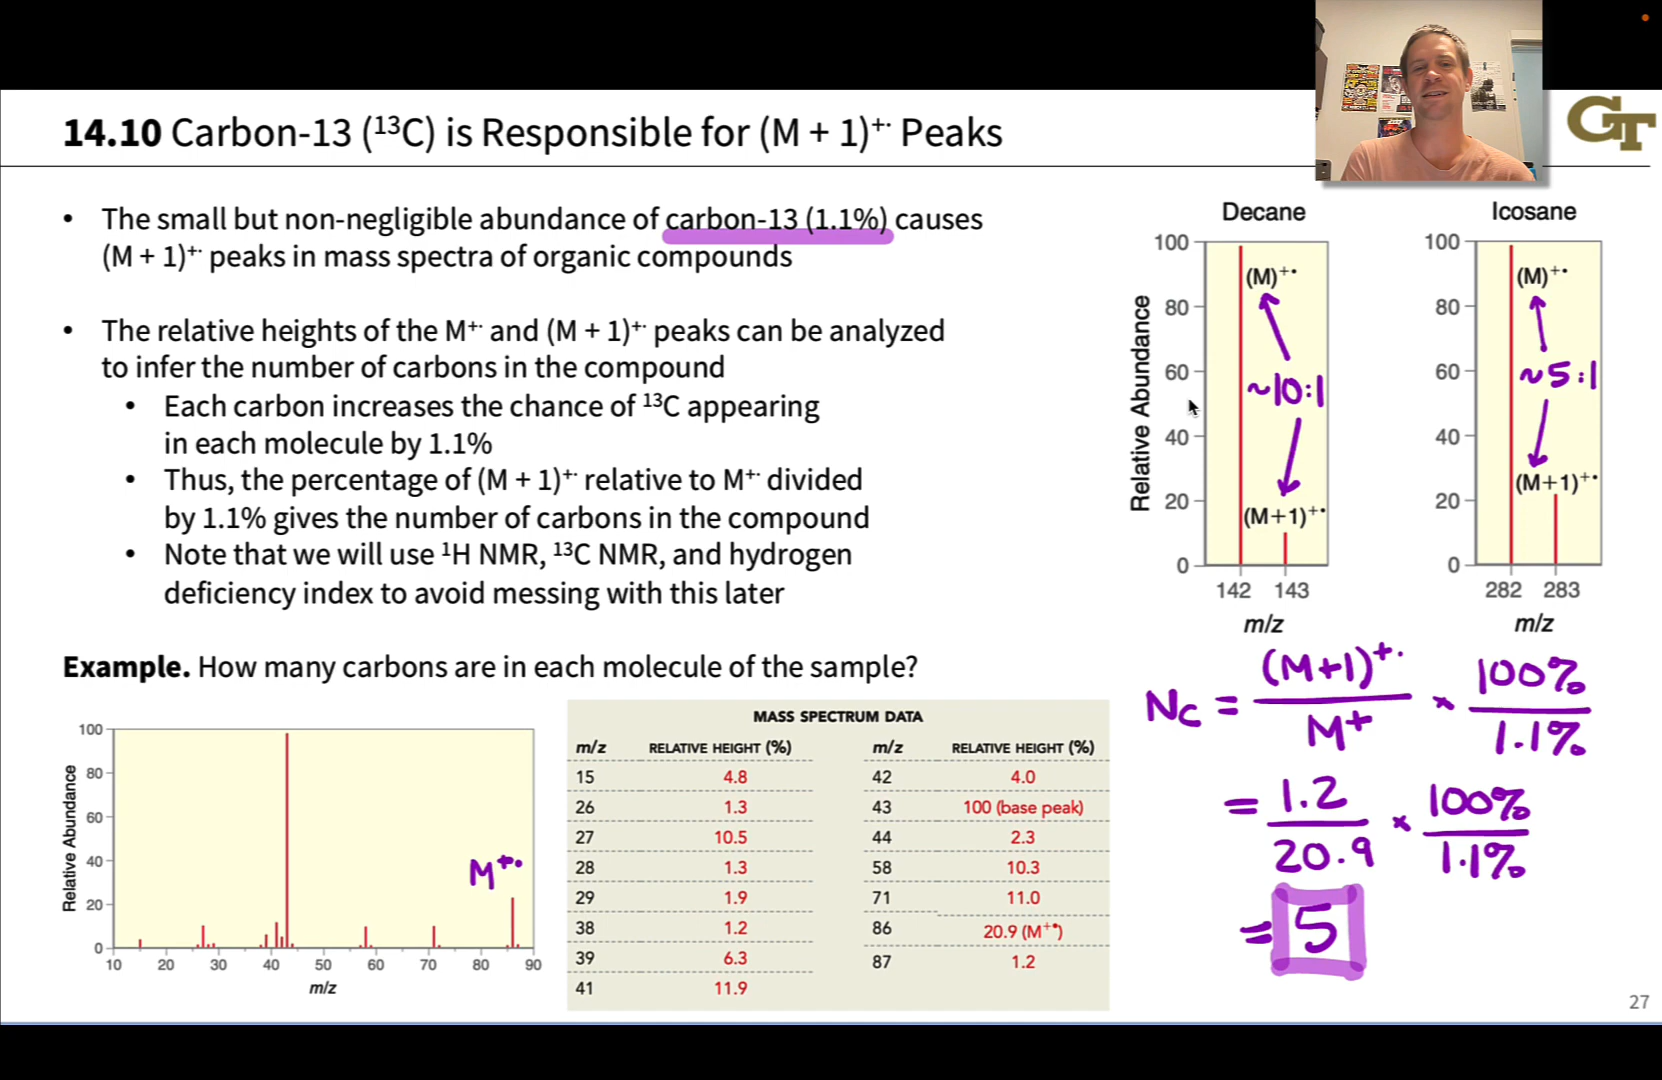 14.10 Carbon-13 (¹³C) is Responsible for (M + 1)⁺· Peaks
GT
• The small but non-negligible abundance of carbon-13 (1.1%) causes
(M + 1)⁺· peaks in mass spectra of organic compounds
• The relative heights of the M⁺· and (M + 1)⁺· peaks can be analyzed
to infer the number of carbons in the compound
• Each carbon increases the chance of ¹³C appearing
in each molecule by 1.1%
• Thus, the percentage of (M + 1)⁺· relative to M⁺· divided
by 1.1% gives the number of carbons in the compound
• Note that we will use ¹H NMR, ¹³C NMR, and hydrogen
deficiency index to avoid messing with this later
Decane
Relative Abundance
100
80
60
40
20
0
(M)⁺•
~10:1
(M+1)⁺•
142 143
m/z
Icosane
100
80
60
40
20
0
(M)⁺•
~5:1
(M+1)⁺•
282 283
m/z
Example. How many carbons are in each molecule of the sample?
Relative Abundance
100
80
60
40
20
0
M⁺•
10 20 30 40 50 60 70 80 90
m/z
MASS SPECTRUM DATA
m/z RELATIVE HEIGHT (%) m/z RELATIVE HEIGHT (%)
15 4.8 42 4.0
26 1.3 43 100 (base peak)
27 10.5 44 2.3
28 1.3 58 10.3
29 1.9 71 11.0
38 1.2 86 20.9 (M⁺•)
39 6.3 87 1.2
41 11.9
Nc = (M+1)⁺· / M⁺ × 100% / 1.1%
= 1.2 / 20.9 × 100% / 1.1%
= 5
27